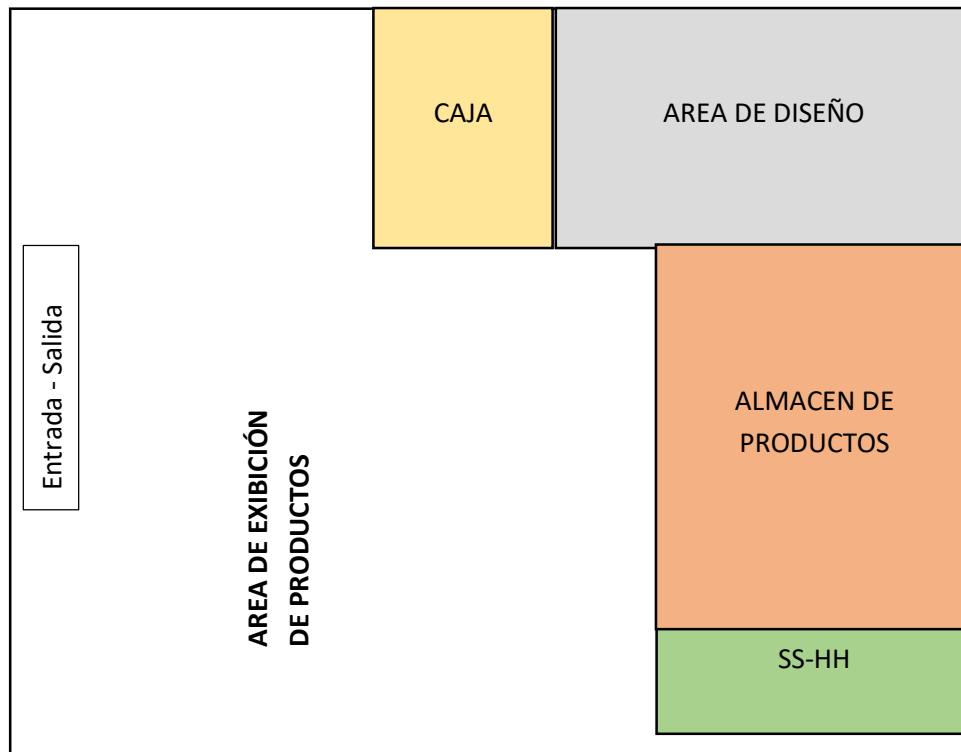 CAJA
AREA DE DISEÑO
Entrada - Salida
AREA DE EXIBICIÓN
DE PRODUCTOS
ALMACEN DE
PRODUCTOS
SS-HH